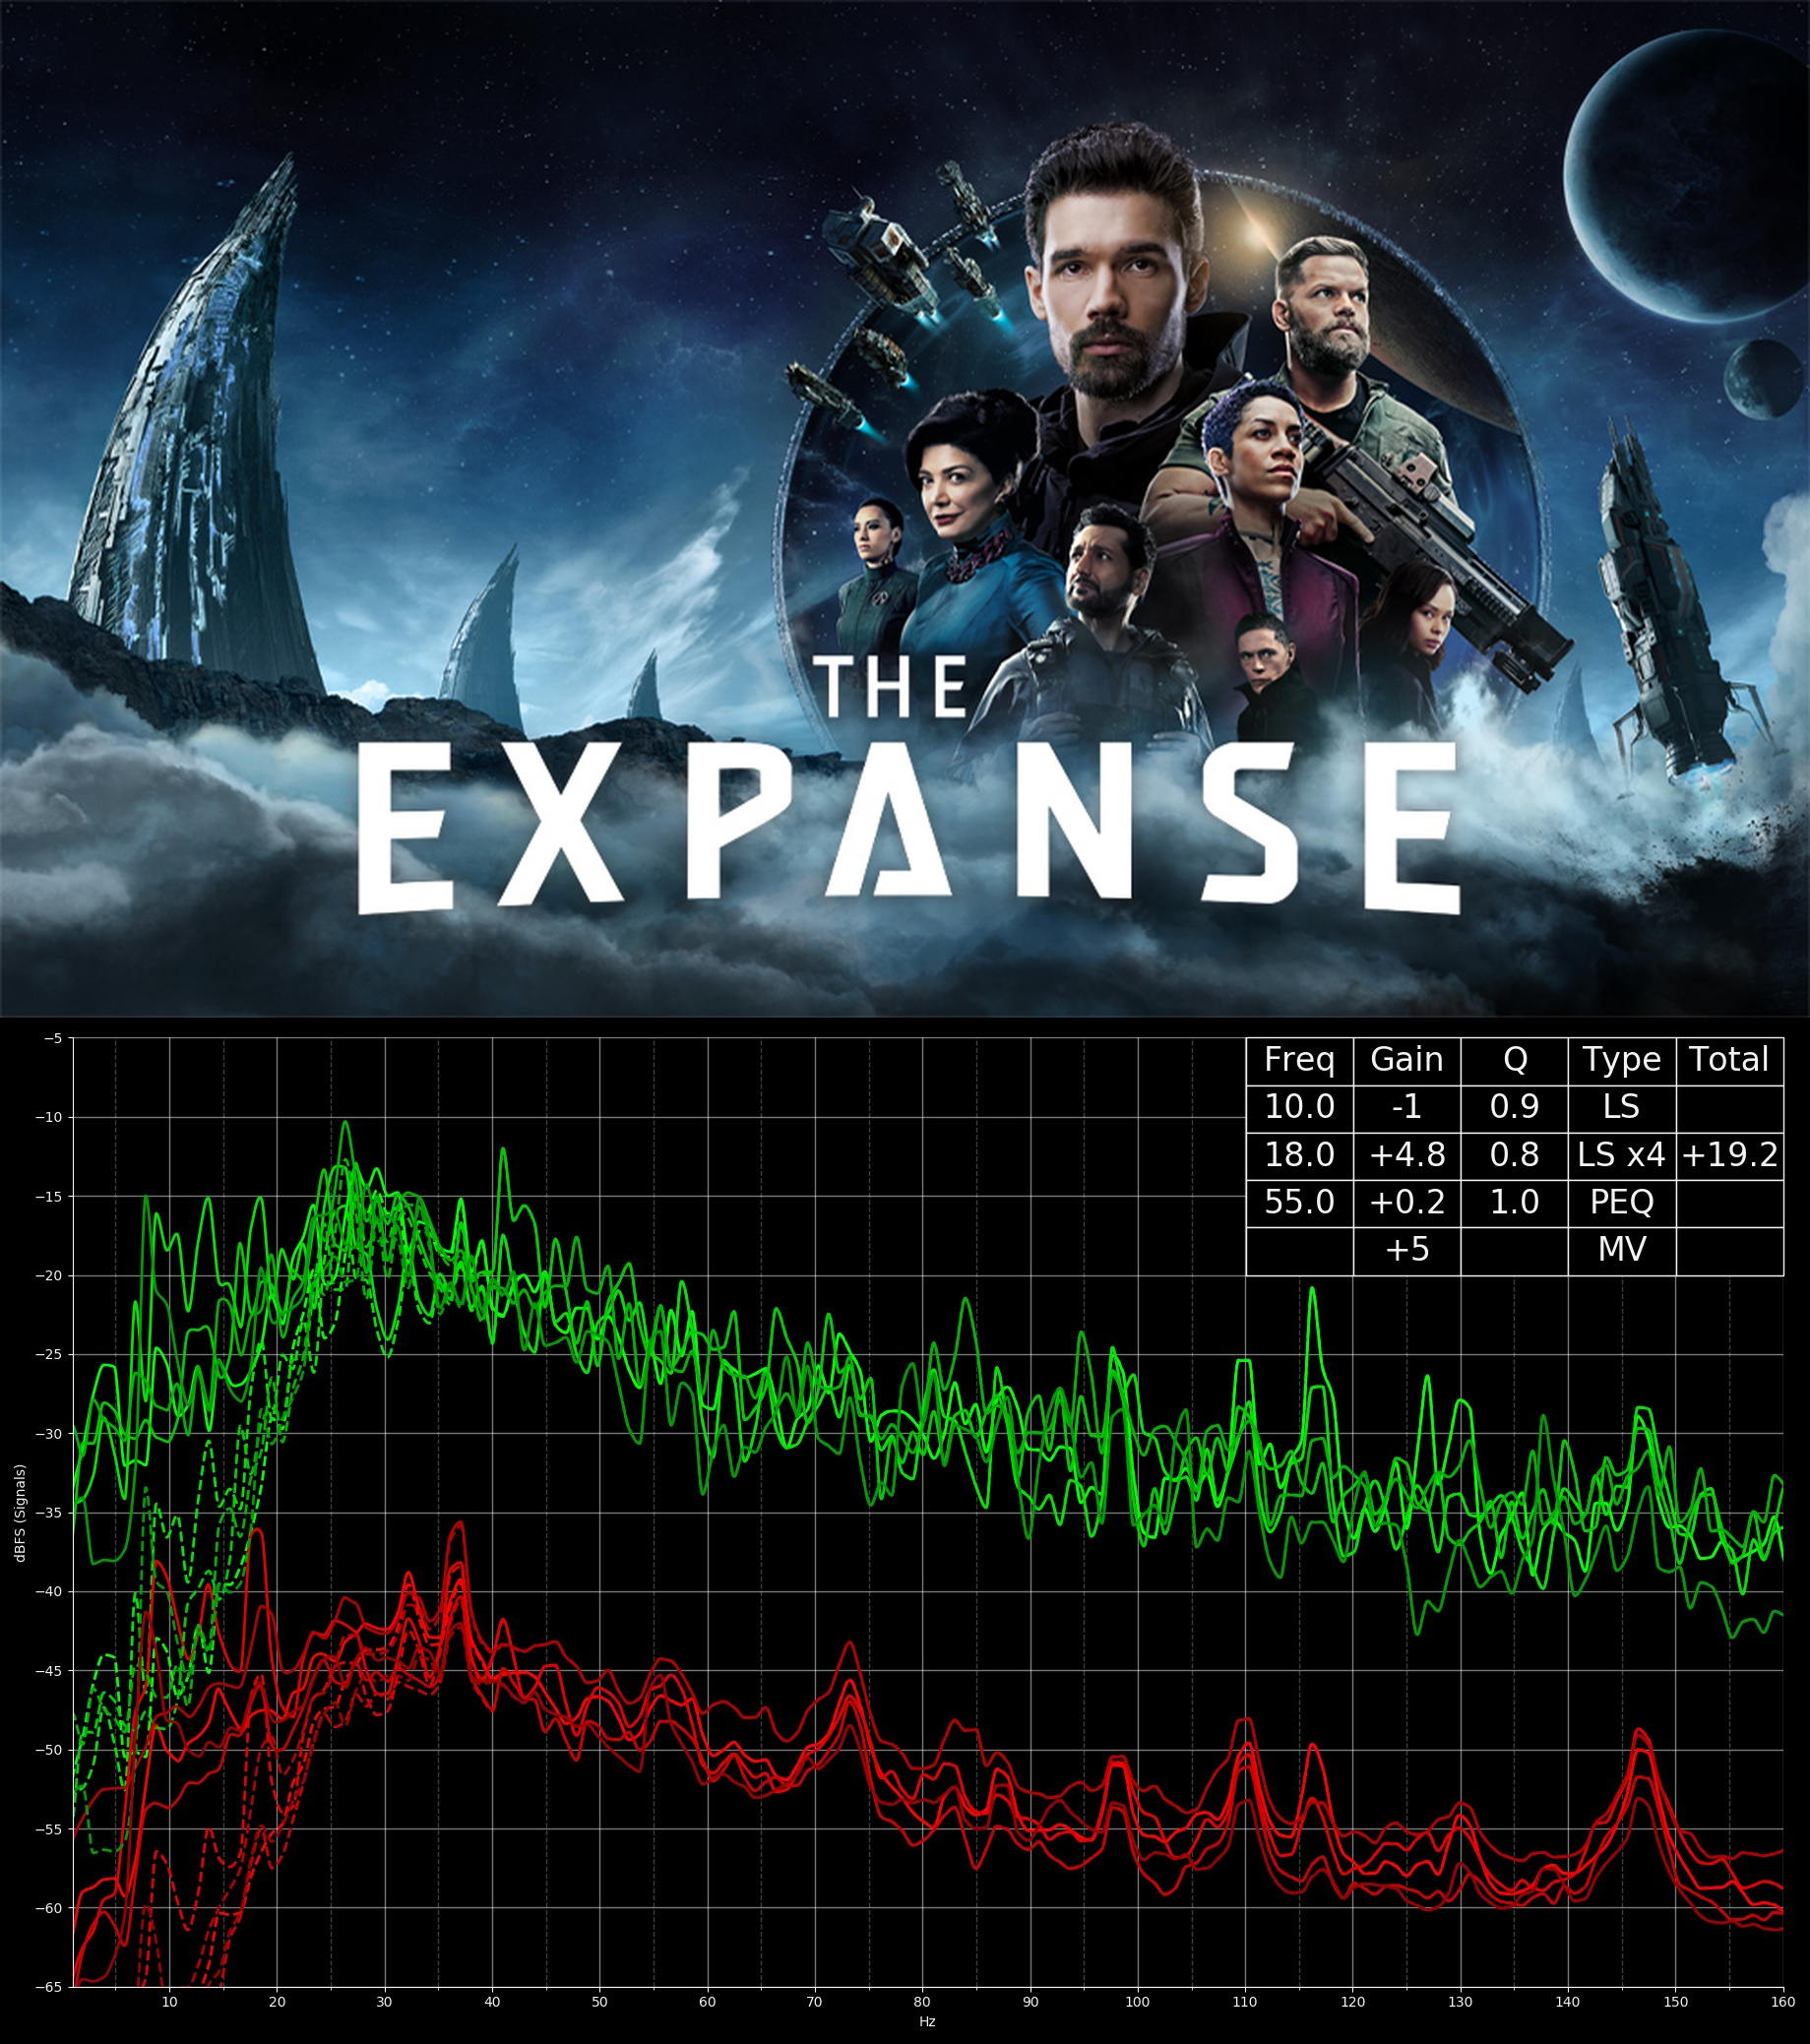 THE
EXPANSE
Freq Gain Q Type Total
10.0 -1 0.9 LS
18.0 +4.8 0.8 LS x4 +19.2
55.0 +0.2 1.0 PEQ
+5 MV
−5
−10
−15
−20
−25
−30
−35
−40
−45
−50
−55
−60
−65
dBFS (Signals)
10 20 30 40 50 60 70 80 90 100 110 120 130 140 150 160
Hz